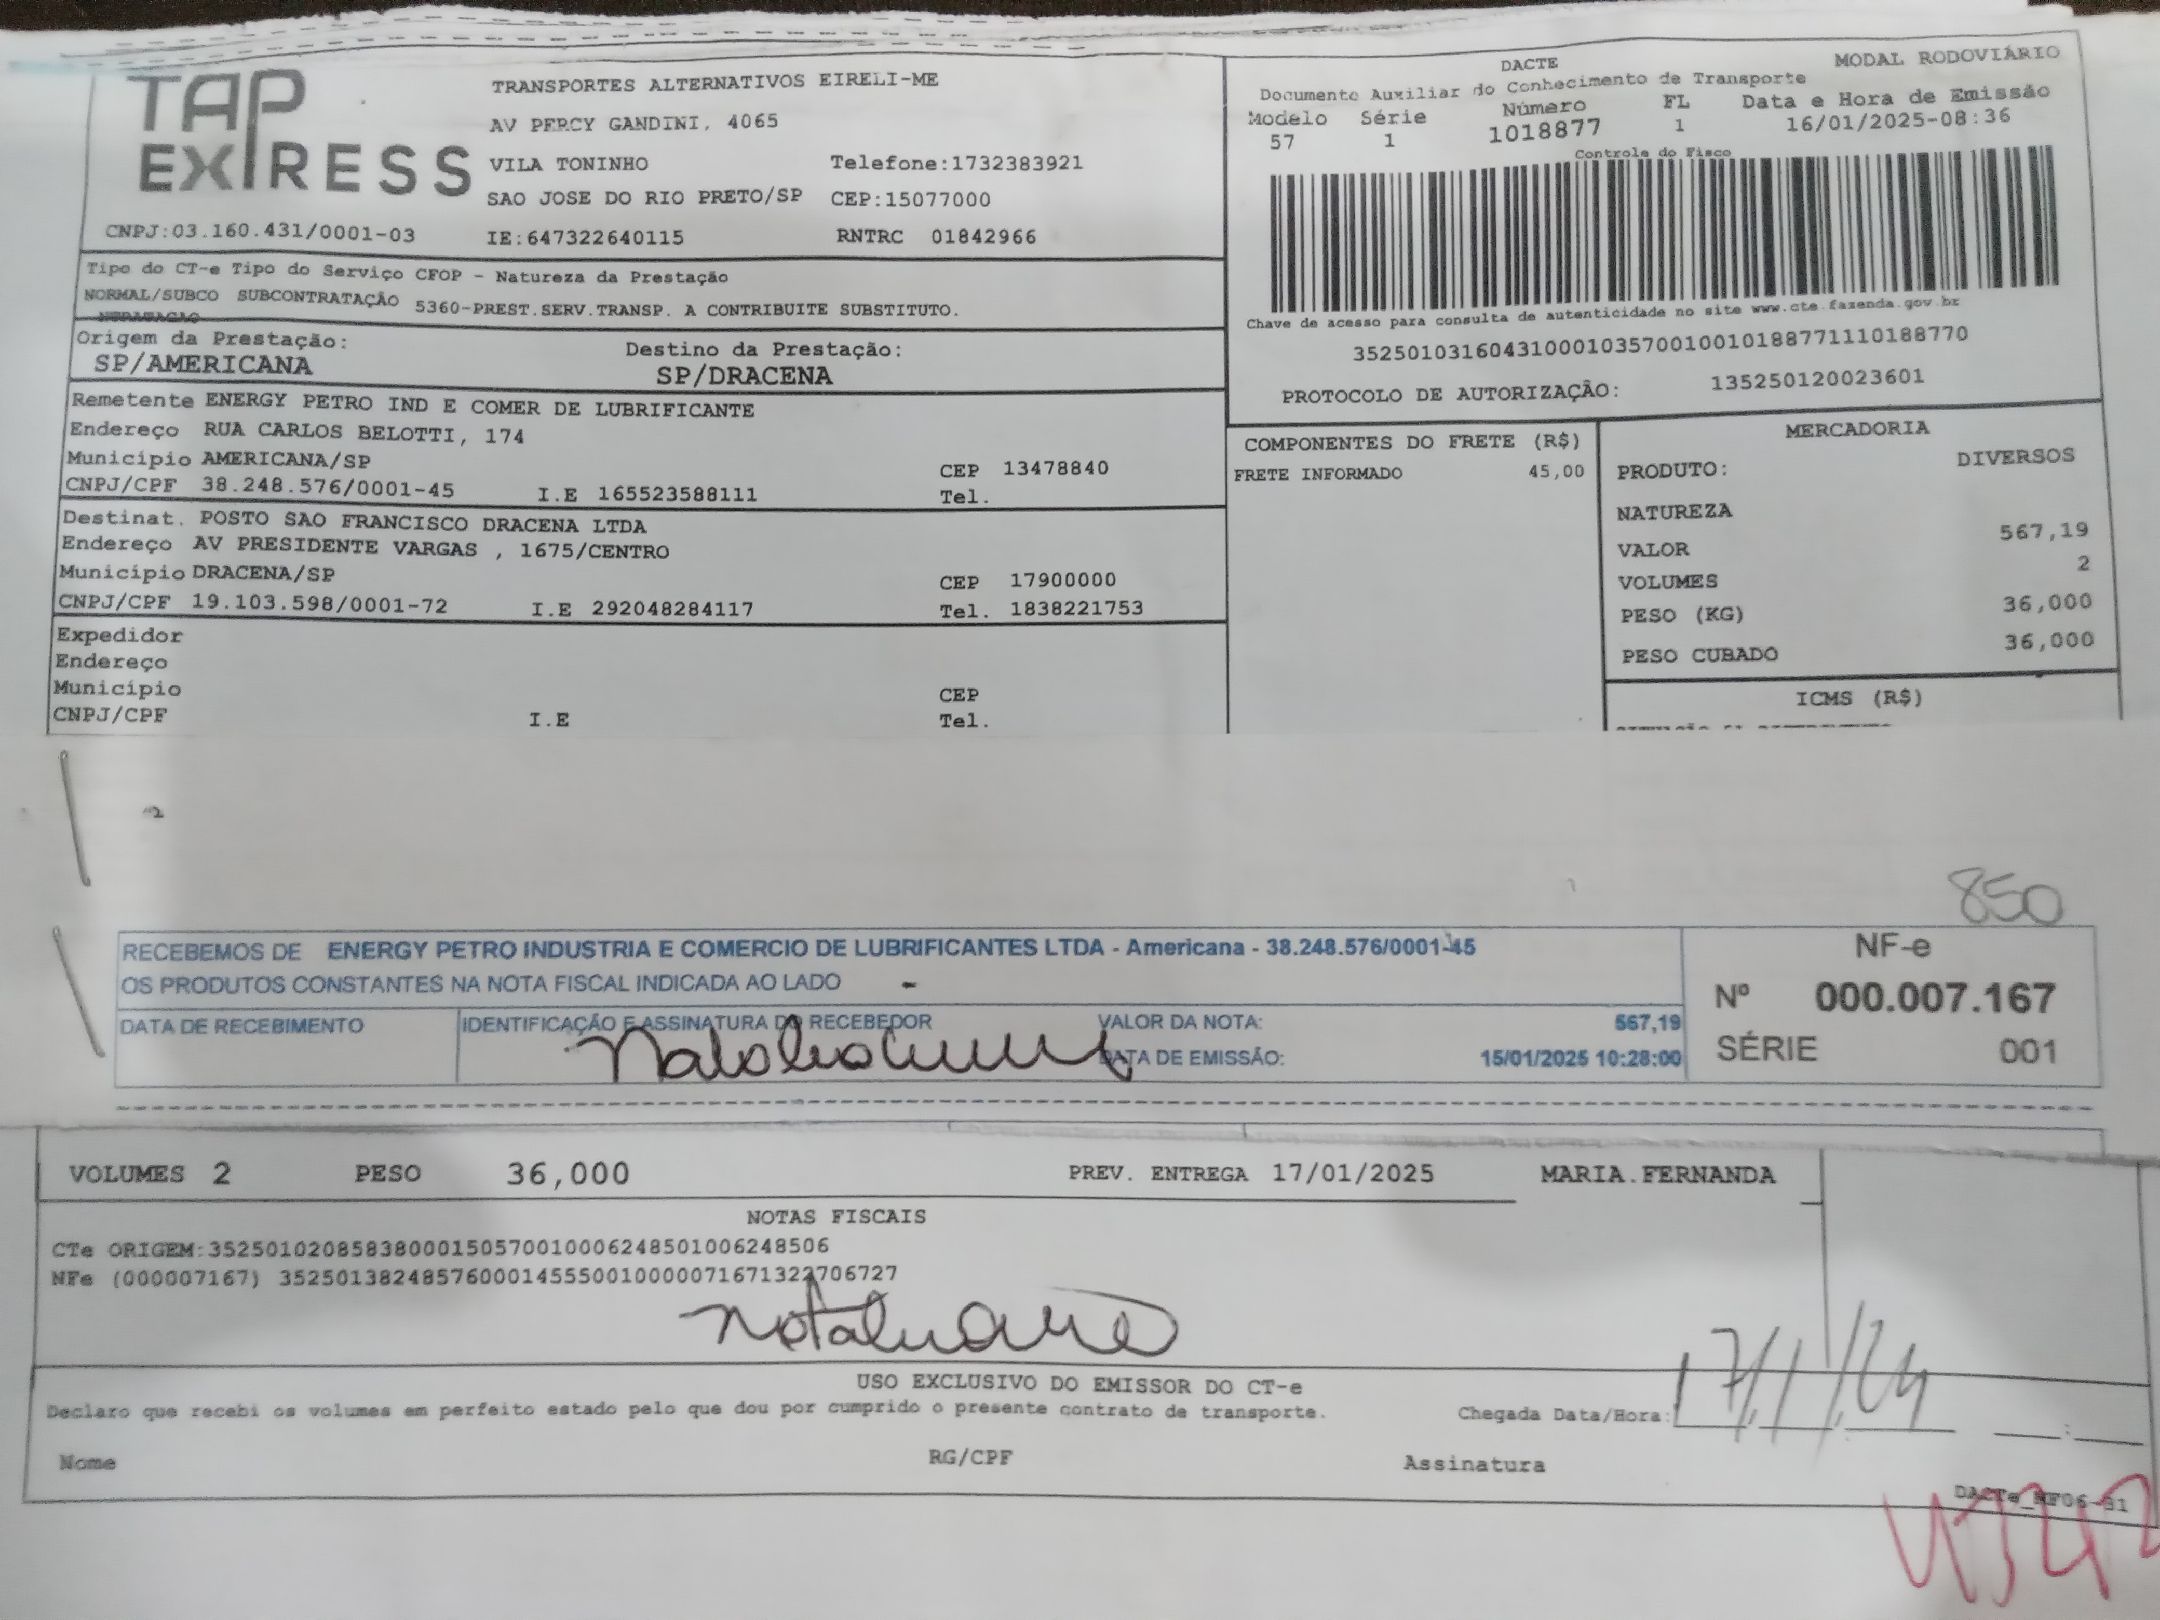 TAP
EXPRESS
TRANSPORTES ALTERNATIVOS EIRELI-ME
AV PERCY GANDINI, 4065
VILA TONINHO Telefone:1732383921
SAO JOSE DO RIO PRETO/SP CEP:15077000
CNPJ:03.160.431/0001-03 IE:647322640115 RNTRC 01842966
DACTE MODAL RODOVIÁRIO
Documento Auxiliar do Conhecimento de Transporte
Modelo Série Número FL Data e Hora de Emissão
57 1 1018877 1 16/01/2025-08:36
Controle do Fisco
Chave de acesso para consulta de autenticidade no site www.cte.fazenda.gov.br
35250103160431000103570010010188771110188770
PROTOCOLO DE AUTORIZAÇÃO: 135250120023601
Tipo do CT-e Tipo do Serviço CFOP - Natureza da Prestação
NORMAL/SUBCO SUBCONTRATAÇÃO 5360-PREST.SERV.TRANSP. A CONTRIBUITE SUBSTITUTO.
Origem da Prestação: Destino da Prestação:
SP/AMERICANA SP/DRACENA
Remetente ENERGY PETRO IND E COMER DE LUBRIFICANTE
Endereço RUA CARLOS BELOTTI, 174
Município AMERICANA/SP CEP 13478840
CNPJ/CPF 38.248.576/0001-45 I.E 165523588111 Tel.
Destinat. POSTO SAO FRANCISCO DRACENA LTDA
Endereço AV PRESIDENTE VARGAS , 1675/CENTRO
Município DRACENA/SP CEP 17900000
CNPJ/CPF 19.103.598/0001-72 I.E 292048284117 Tel. 1838221753
Expedidor
Endereço
Município CEP
CNPJ/CPF I.E Tel.
COMPONENTES DO FRETE (R$)
FRETE INFORMADO 45,00
MERCADORIA
PRODUTO: DIVERSOS
NATUREZA
VALOR 567,19
VOLUMES 2
PESO (KG) 36,000
PESO CUBADO 36,000
ICMS (R$)
850
RECEBEMOS DE ENERGY PETRO INDUSTRIA E COMERCIO DE LUBRIFICANTES LTDA - Americana - 38.248.576/0001-45
OS PRODUTOS CONSTANTES NA NOTA FISCAL INDICADA AO LADO
DATA DE RECEBIMENTO IDENTIFICAÇÃO E ASSINATURA DO RECEBEDOR VALOR DA NOTA: 567,19
DATA DE EMISSÃO: 15/01/2025 10:28:00
NF-e
Nº 000.007.167
SÉRIE 001
VOLUMES 2 PESO 36,000 PREV. ENTREGA 17/01/2025 MARIA.FERNANDA
NOTAS FISCAIS
CTe ORIGEM:35250102085838000150570010006248501006248506
NFe (000007167) 35250138248576000145550010000071671322706727
USO EXCLUSIVO DO EMISSOR DO CT-e
Declaro que recebi os volumes em perfeito estado pelo que dou por cumprido o presente contrato de transporte. Chegada Data/Hora: 17/1/24
Nome RG/CPF Assinatura